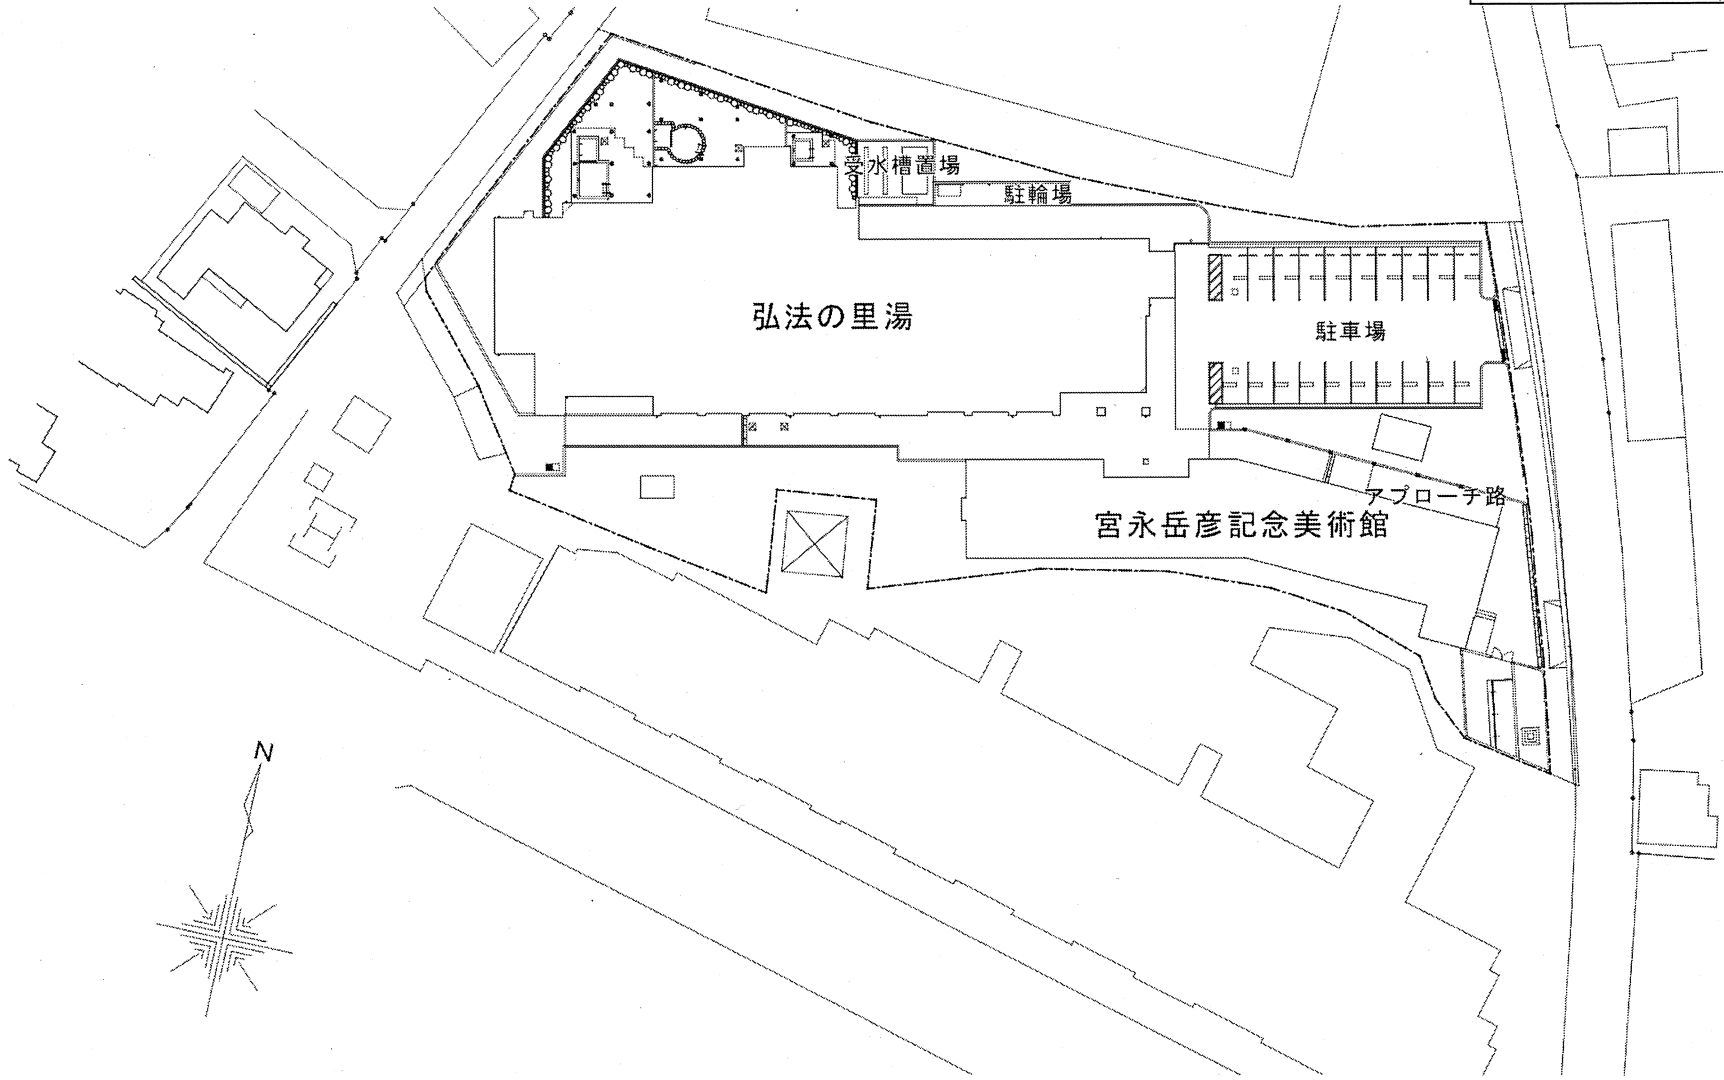 受水槽置場
駐輪場
弘法の里湯
駐車場
アプローチ路
宮永岳彦記念美術館
N